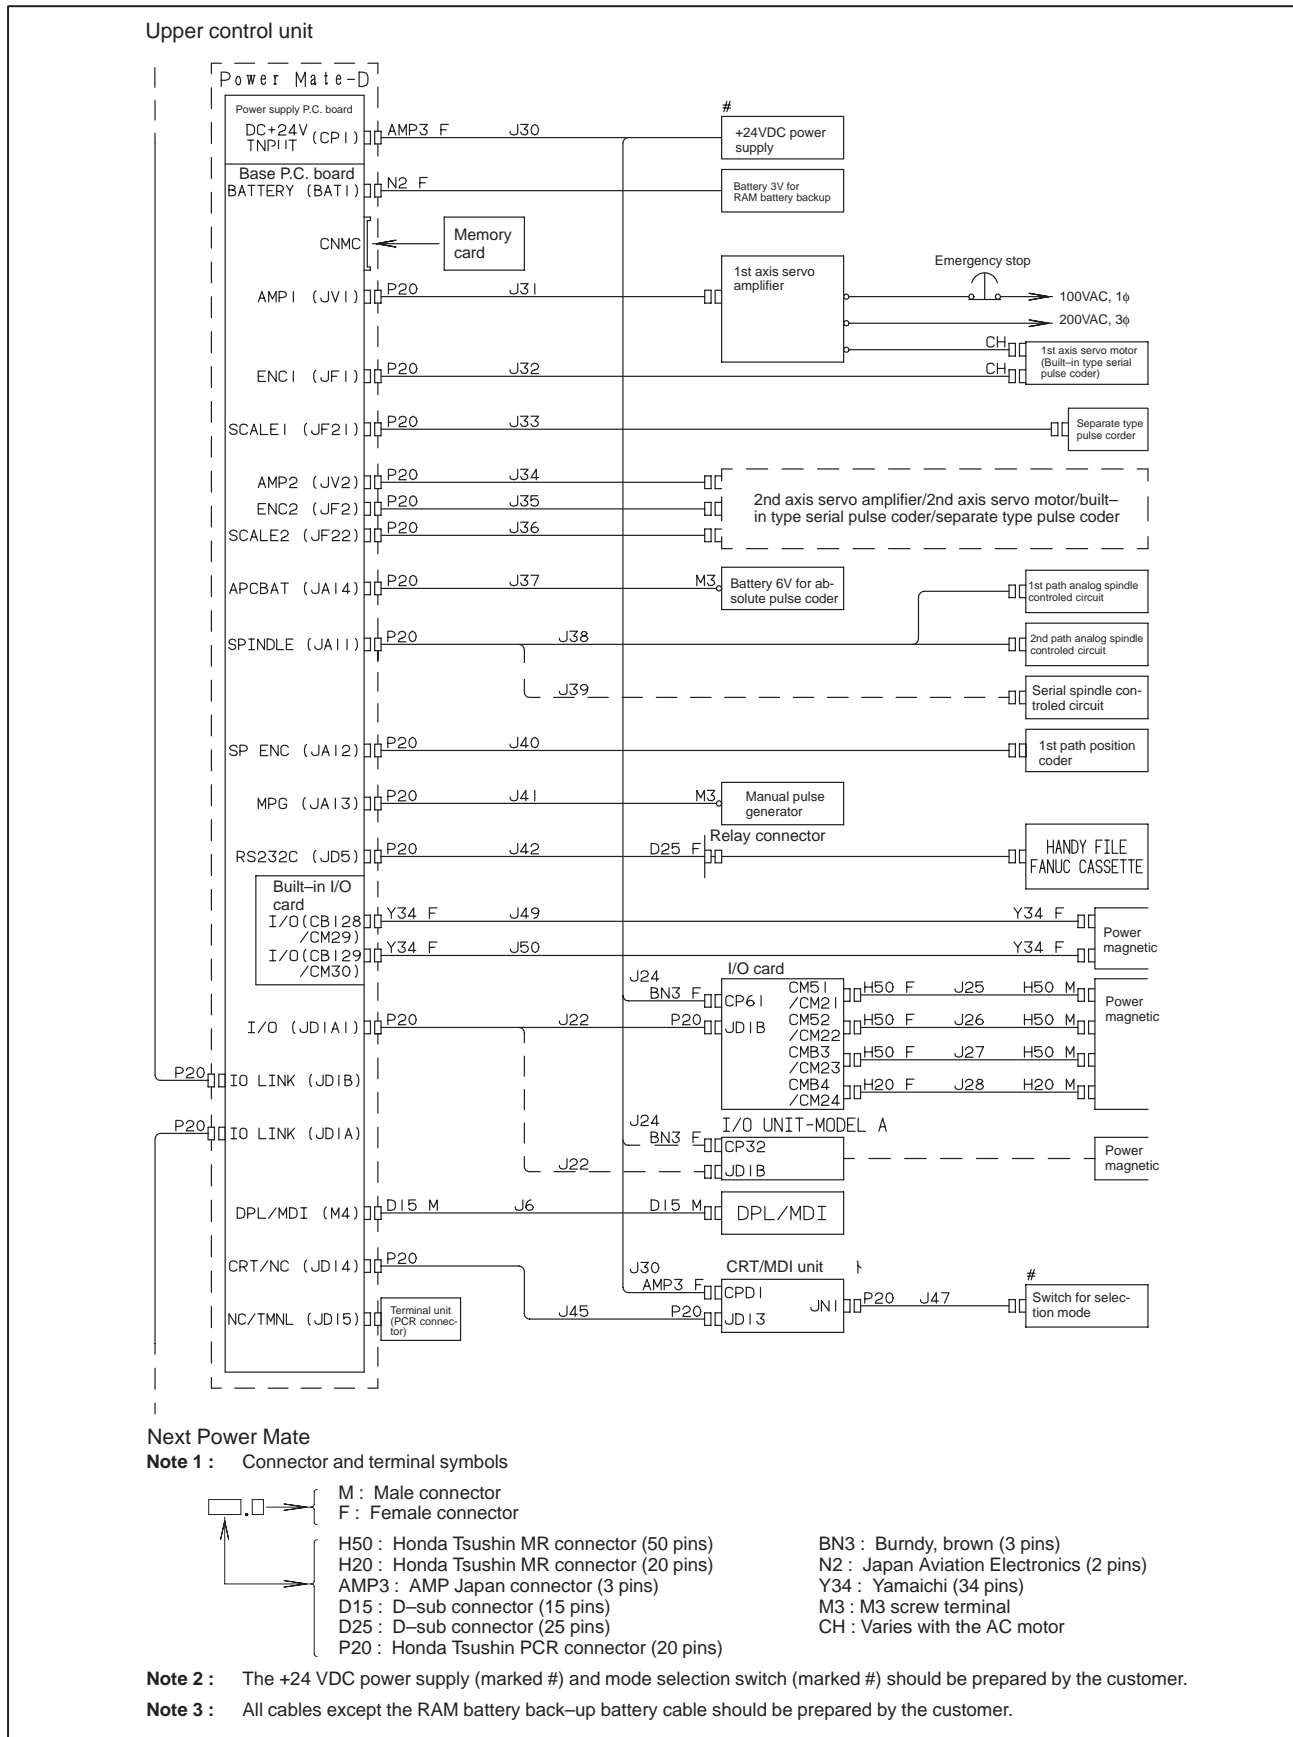 Upper control unit
Power Mate-D
Power supply P.C. board
DC+24V
INPUT (CP1)
AMP3 F
J30
#
+24VDC power
supply
Base P.C. board
BATTERY (BAT1)
N2 F
Battery 3V for
RAM battery backup
CNMC
Memory
card
AMP1 (JV1)
P20
J31
1st axis servo
amplifier
Emergency stop
100VAC, 1ϕ
200VAC, 3ϕ
CH
1st axis servo motor
(Built–in type serial
pulse coder)
ENC1 (JF1)
P20
J32
CH
SCALE1 (JF21)
P20
J33
Separate type
pulse corder
AMP2 (JV2)
P20
J34
ENC2 (JF2)
P20
J35
SCALE2 (JF22)
P20
J36
2nd axis servo amplifier/2nd axis servo motor/built–
in type serial pulse coder/separate type pulse coder
APCBAT (JA14)
P20
J37
M3
Battery 6V for ab-
solute pulse coder
1st path analog spindle
controled circuit
SPINDLE (JA11)
P20
J38
2nd path analog spindle
controled circuit
J39
Serial spindle con-
troled circuit
SP ENC (JA12)
P20
J40
1st path position
coder
MPG (JA13)
P20
J41
M3
Manual pulse
generator
RS232C (JD5)
P20
J42
D25 F
Relay connector
HANDY FILE
FANUC CASSETTE
Built–in I/O
card
I/O(CB128
/CM29)
Y34 F
J49
Y34 F
I/O(CB129
/CM30)
Y34 F
J50
Y34 F
Power
magnetic
I/O card
J24
BN3 F
CP61
CM51
/CM21
H50 F
J25
H50 M
Power
magnetic
I/O (JD1A1)
P20
J22
P20
JD1B
CM52
/CM22
H50 F
J26
H50 M
CMB3
/CM23
H50 F
J27
H50 M
CMB4
/CM24
H20 F
J28
H20 M
P20
IO LINK (JD1B)
P20
IO LINK (JD1A)
I/O UNIT-MODEL A
J24
BN3 F
CP32
J22
JD1B
Power
magnetic
DPL/MDI (M4)
D15 M
J6
D15 M
DPL/MDI
CRT/NC (JD14)
P20
J30
AMP3 F
CRT/MDI unit
ト
CPD1
JN1
P20
J47
#
Switch for selec-
tion mode
NC/TMNL (JD15)
Terminal unit
(PCR connec-
tor)
J45
P20
JD13
Next Power Mate
Note 1 : Connector and terminal symbols
M : Male connector
F : Female connector
H50 : Honda Tsushin MR connector (50 pins)
H20 : Honda Tsushin MR connector (20 pins)
AMP3 : AMP Japan connector (3 pins)
D15 : D–sub connector (15 pins)
D25 : D–sub connector (25 pins)
P20 : Honda Tsushin PCR connector (20 pins)
BN3 : Burndy, brown (3 pins)
N2 : Japan Aviation Electronics (2 pins)
Y34 : Yamaichi (34 pins)
M3 : M3 screw terminal
CH : Varies with the AC motor
Note 2 : The +24 VDC power supply (marked #) and mode selection switch (marked #) should be prepared by the customer.
Note 3 : All cables except the RAM battery back–up battery cable should be prepared by the customer.